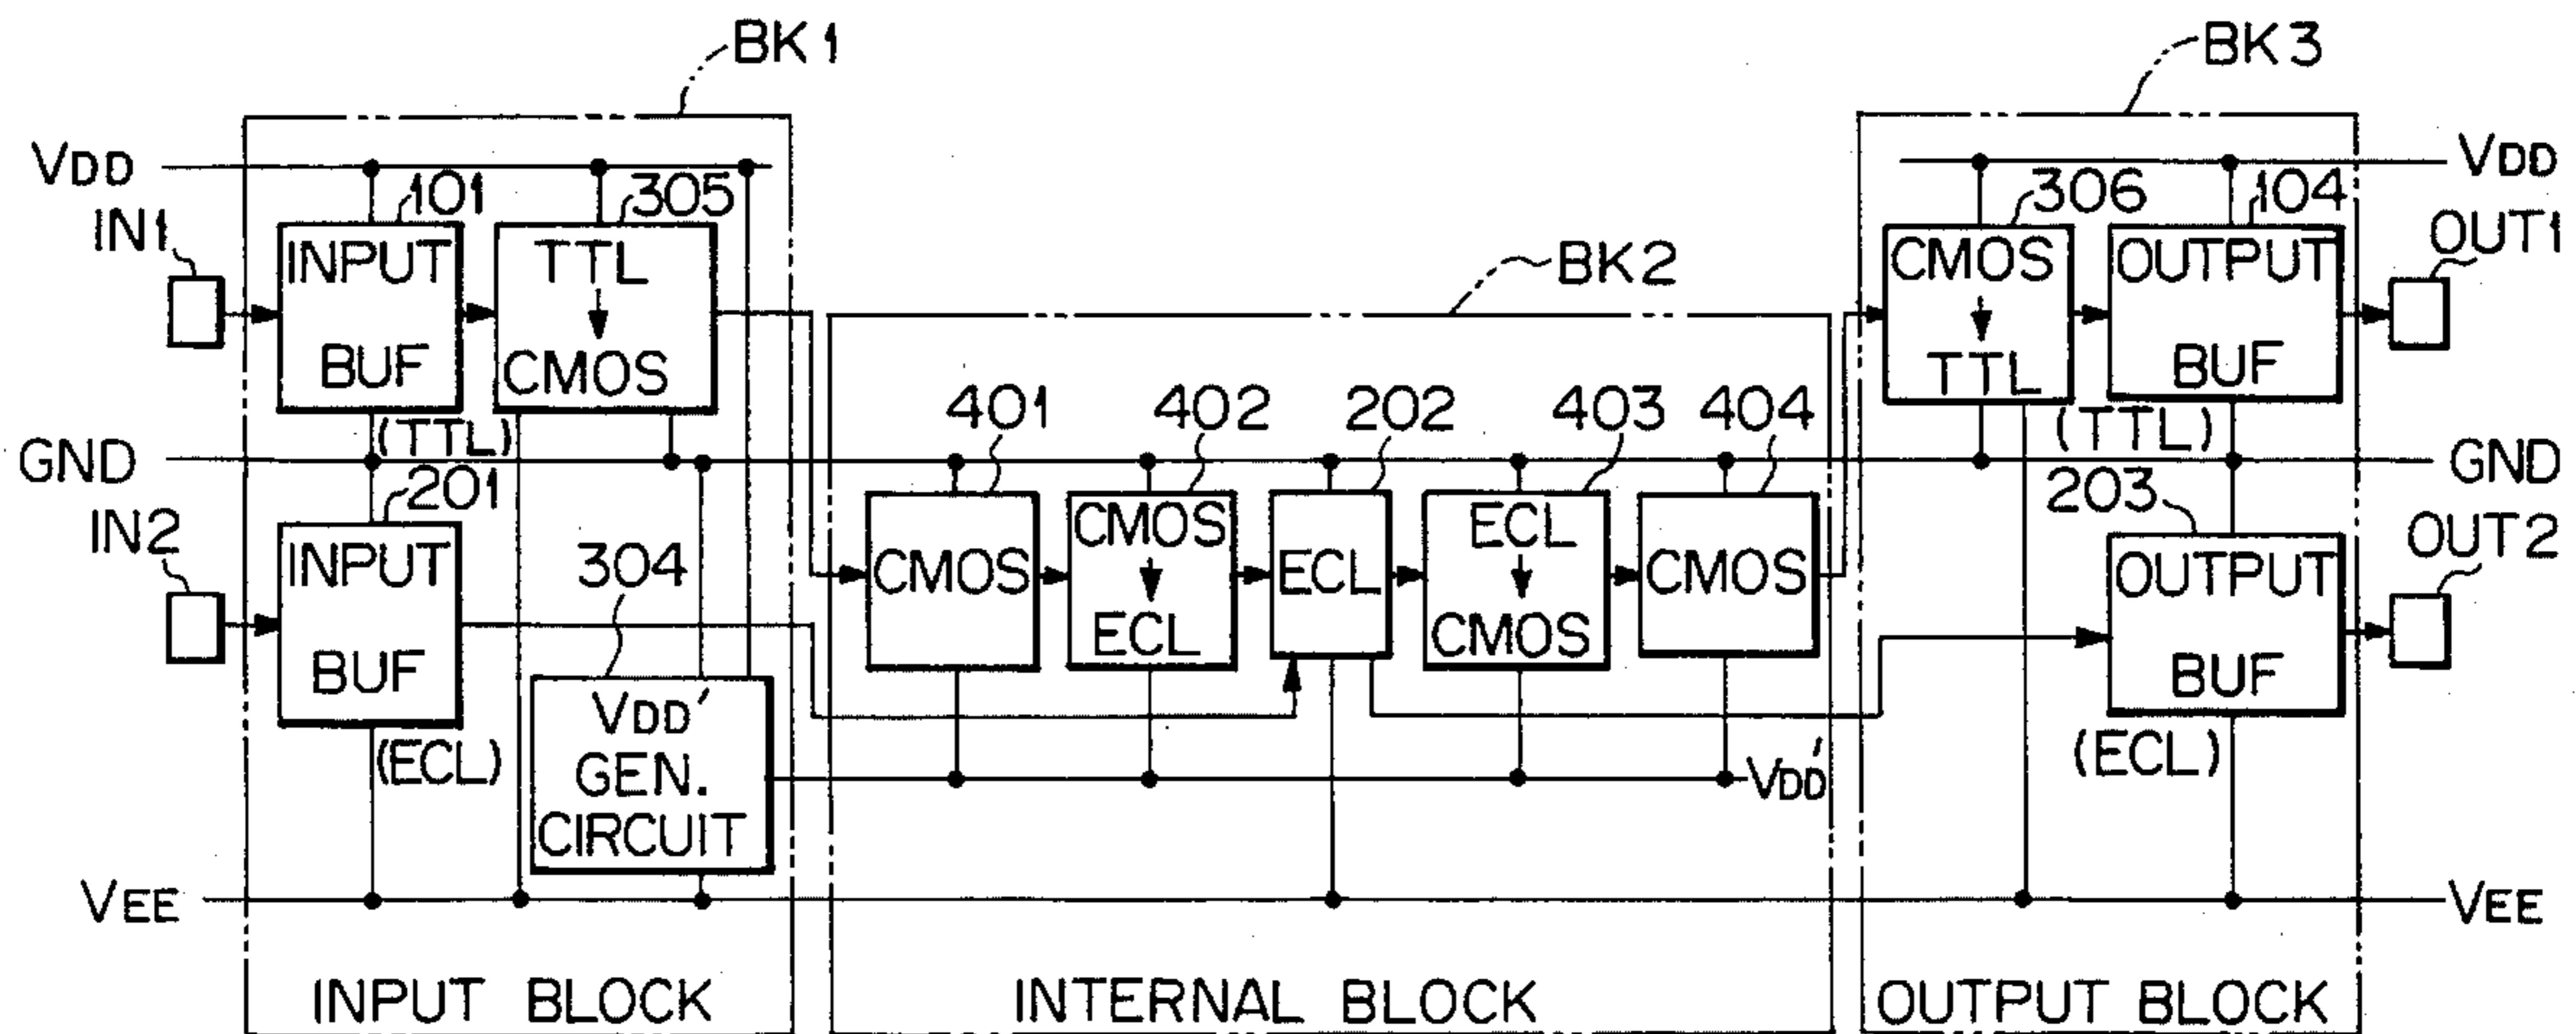 BK1
BK3
VDD
101
305
306
104
VDD
IN1
INPUT
BUF
TTL
CMOS
BK2
CMOS
TTL
OUTPUT
BUF
OUT1
(TTL)
401
402
202
403
404
(TTL)
GND
201
203
GND
IN2
INPUT
BUF
304
CMOS
CMOS
ECL
ECL
ECL
CMOS
CMOS
OUTPUT
BUF
OUT2
(ECL)
VDD'
GEN.
CIRCUIT
VDD'
(ECL)
VEE
VEE
INPUT BLOCK
INTERNAL BLOCK
OUTPUT BLOCK